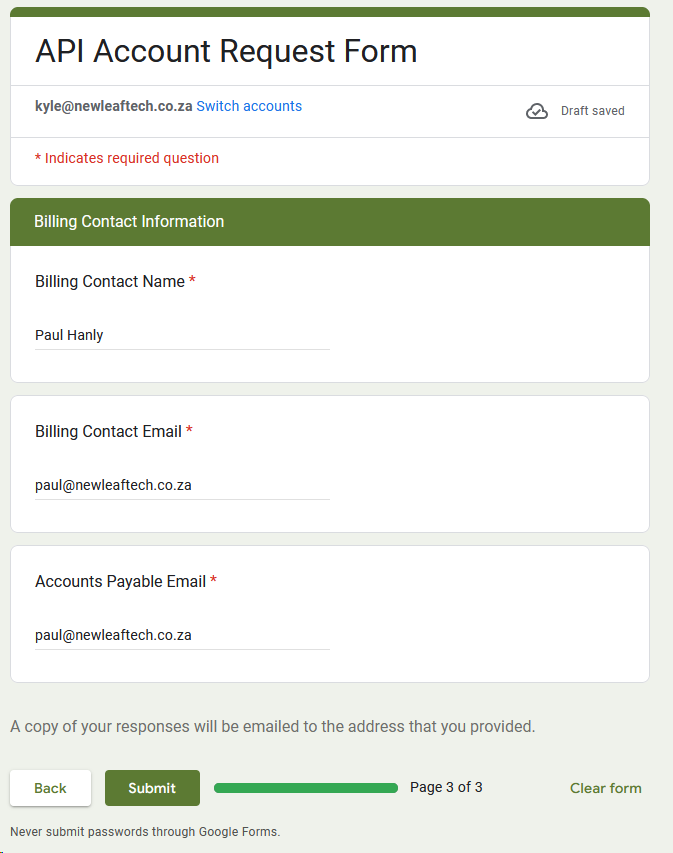 API Account Request Form
kyle@newleaftech.co.za Switch accounts
Draft saved
* Indicates required question
Billing Contact Information
Billing Contact Name *
Paul Hanly
Billing Contact Email *
paul@newleaftech.co.za
Accounts Payable Email *
paul@newleaftech.co.za
A copy of your responses will be emailed to the address that you provided.
Back
Submit
Page 3 of 3
Clear form
Never submit passwords through Google Forms.